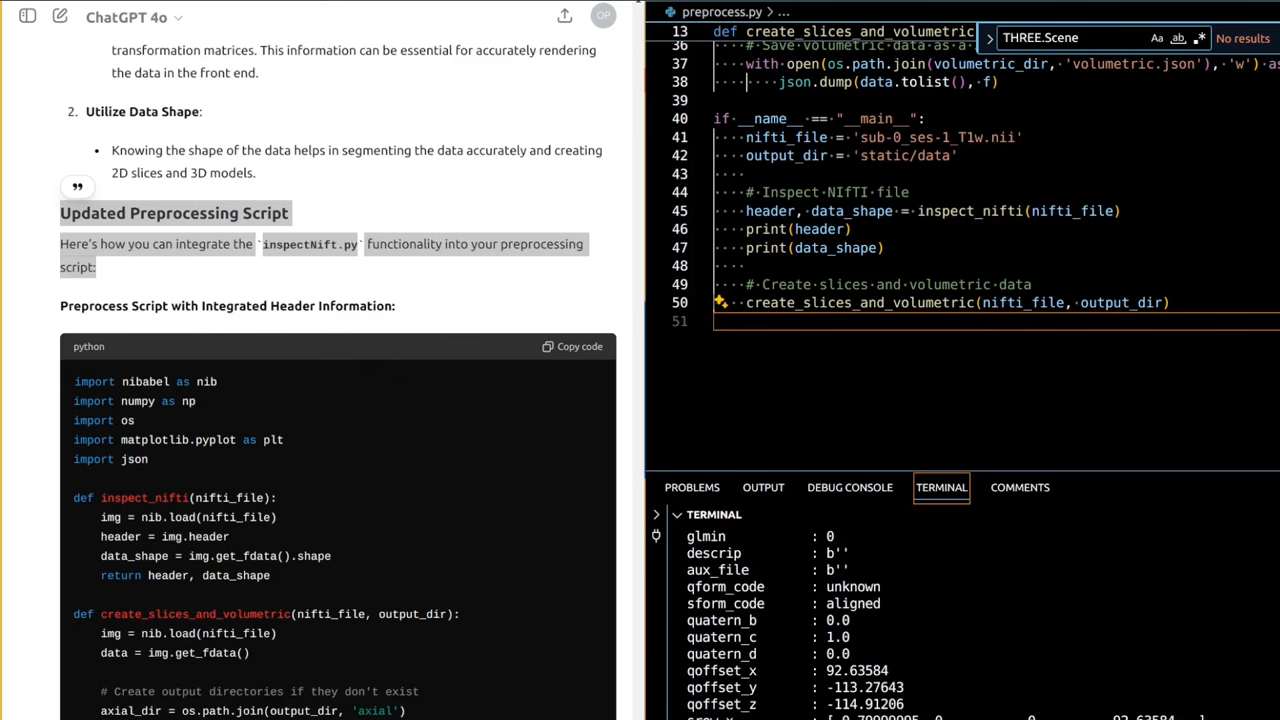 ChatGPT 4o
OP
transformation matrices. This information can be essential for accurately rendering
the data in the front end.
2. Utilize Data Shape:
• Knowing the shape of the data helps in segmenting the data accurately and creating
2D slices and 3D models.
Updated Preprocessing Script
Here's how you can integrate the `inspectNift.py` functionality into your preprocessing
script:
Preprocess Script with Integrated Header Information:
python
Copy code
import nibabel as nib
import numpy as np
import os
import matplotlib.pyplot as plt
import json
def inspect_nifti(nifti_file):
img = nib.load(nifti_file)
header = img.header
data_shape = img.get_fdata().shape
return header, data_shape
def create_slices_and_volumetric(nifti_file, output_dir):
img = nib.load(nifti_file)
data = img.get_fdata()
# Create output directories if they don't exist
axial_dir = os.path.join(output_dir, 'axial')
preprocess.py > ...
13 def create_slices_and_volumetric
THREE.Scene Aa ab .* No results
36 # Save volumetric data as a
37 with open(os.path.join(volumetric_dir, 'volumetric.json'), 'w') as
38 json.dump(data.tolist(), f)
39
40 if __name__ == "__main__":
41 nifti_file = 'sub-0_ses-1_T1w.nii'
42 output_dir = 'static/data'
43
44 # Inspect NIfTI file
45 header, data_shape = inspect_nifti(nifti_file)
46 print(header)
47 print(data_shape)
48
49 # Create slices and volumetric data
50 create_slices_and_volumetric(nifti_file, output_dir)
51
PROBLEMS OUTPUT DEBUG CONSOLE TERMINAL COMMENTS
TERMINAL
glmin : 0
descrip : b''
aux_file : b''
qform_code : unknown
sform_code : aligned
quatern_b : 0.0
quatern_c : 1.0
quatern_d : 0.0
qoffset_x : 92.63584
qoffset_y : -113.27643
qoffset_z : -114.91206